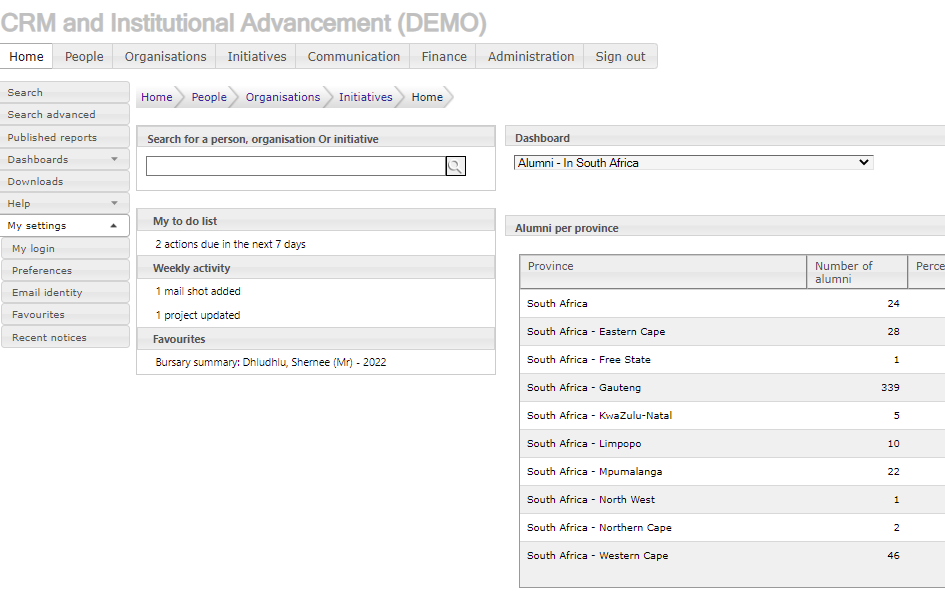 CRM and Institutional Advancement (DEMO)
Home People Organisations Initiatives Communication Finance Administration Sign out
Search
Search advanced
Published reports
Dashboards
Downloads
Help
My settings
My login
Preferences
Email identity
Favourites
Recent notices
Home People Organisations Initiatives Home
Search for a person, organisation Or initiative
My to do list
2 actions due in the next 7 days
Weekly activity
1 mail shot added
1 project updated
Favourites
Bursary summary: Dhludhlu, Shernee (Mr) - 2022
Dashboard
Alumni - In South Africa
Alumni per province
Province Number of alumni Perce
South Africa 24
South Africa - Eastern Cape 28
South Africa - Free State 1
South Africa - Gauteng 339
South Africa - KwaZulu-Natal 5
South Africa - Limpopo 10
South Africa - Mpumalanga 22
South Africa - North West 1
South Africa - Northern Cape 2
South Africa - Western Cape 46